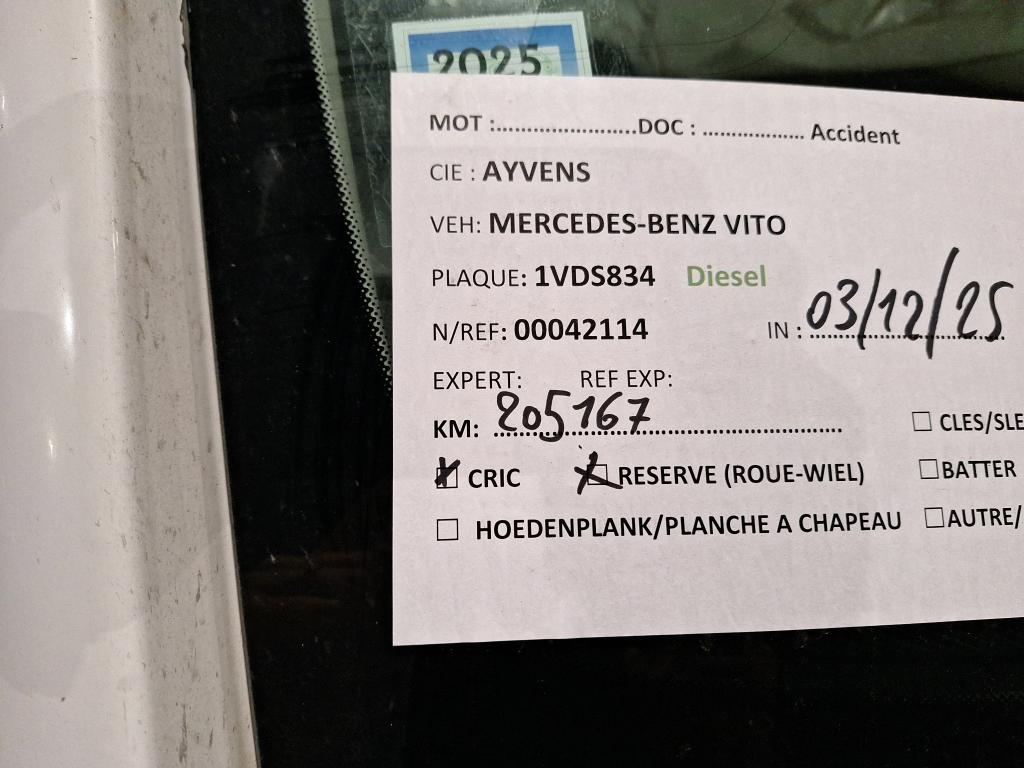 2025
MOT :.......................DOC : ................. Accident
CIE : AYVENS
VEH: MERCEDES-BENZ VITO
PLAQUE: 1VDS834 Diesel
N/REF: 00042114 IN : 03/12/25
EXPERT: REF EXP:
KM: 205167 ☐ CLES/SLE
☒ CRIC ☒ RESERVE (ROUE-WIEL) ☐ BATTER
☐ HOEDENPLANK/PLANCHE A CHAPEAU ☐ AUTRE/